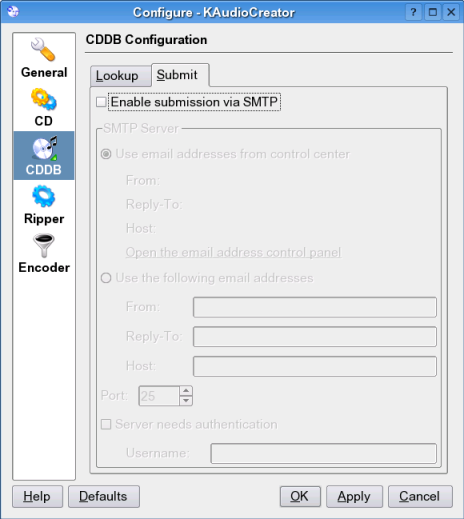 Configure - KAudioCreator
General
CD
CDDB
Ripper
Encoder
CDDB Configuration
Lookup Submit
Enable submission via SMTP
SMTP Server
Use email addresses from control center
From:
Reply-To:
Host:
Open the email address control panel
Use the following email addresses
From:
Reply-To:
Host:
Port: 25
Server needs authentication
Username:
Help Defaults OK Apply Cancel